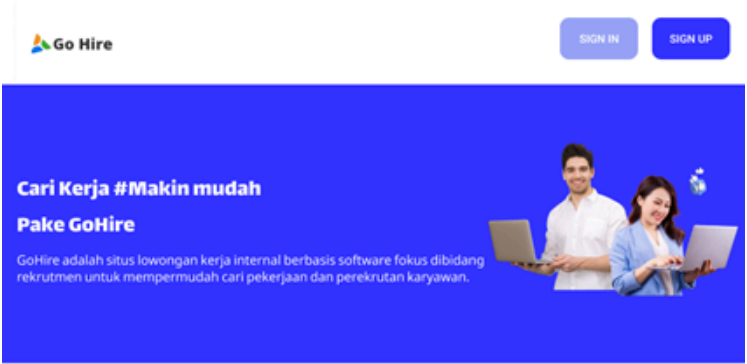 Go Hire
SIGN IN
SIGN UP
Cari Kerja #Makin mudah
Pake GoHire
GoHire adalah situs lowongan kerja internal berbasis software fokus dibidang
rekrutmen untuk mempermudah cari pekerjaan dan perekrutan karyawan.